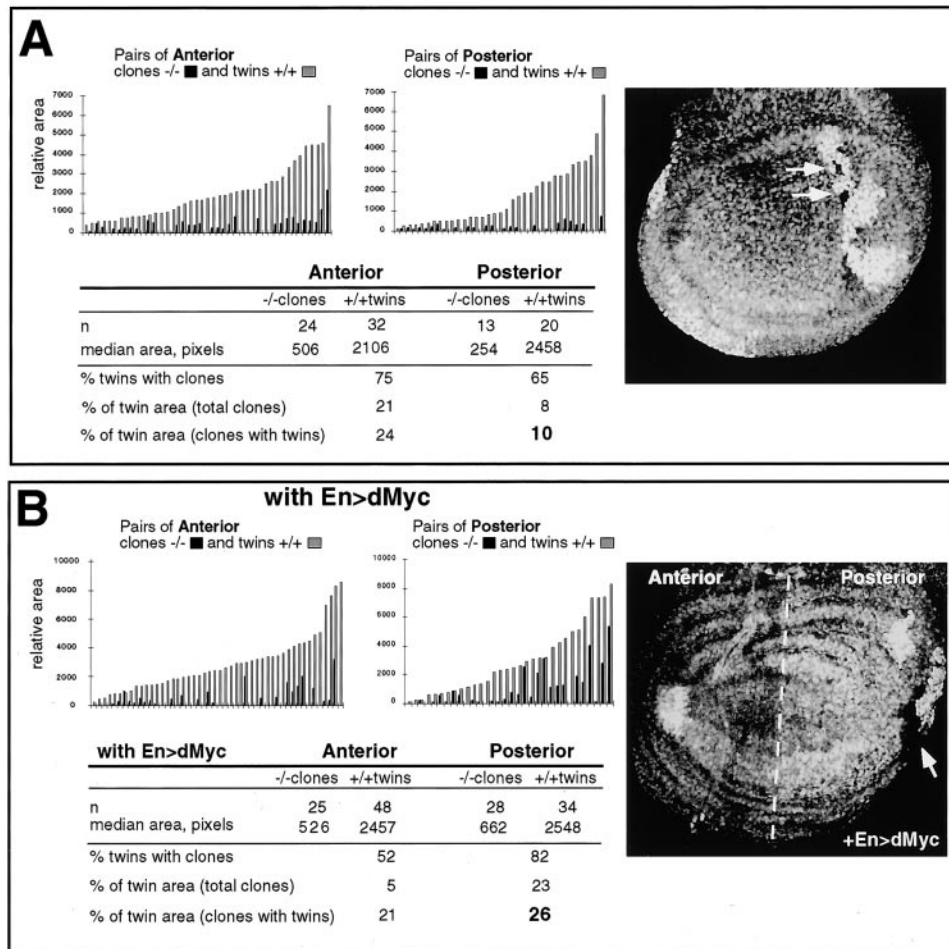 A
Pairs of Anterior
clones -/- and twins +/+
relative area
7000
6000
5000
4000
3000
2000
1000
0
Pairs of Posterior
clones -/- and twins +/+
7000
6000
5000
4000
3000
2000
1000
0
Anterior Posterior
-/-clones +/+twins -/-clones +/+twins
n 24 32 13 20
median area, pixels 506 2106 254 2458
% twins with clones 75 65
% of twin area (total clones) 21 8
% of twin area (clones with twins) 24 10
B
with En>dMyc
Pairs of Anterior
clones -/- and twins +/+
relative area
10000
8000
6000
4000
2000
0
Pairs of Posterior
clones -/- and twins +/+
10000
8000
6000
4000
2000
0
Anterior Posterior
+En>dMyc
with En>dMyc Anterior Posterior
-/-clones +/+twins -/-clones +/+twins
n 25 48 28 34
median area, pixels 526 2457 662 2548
% twins with clones 52 82
% of twin area (total clones) 5 23
% of twin area (clones with twins) 21 26